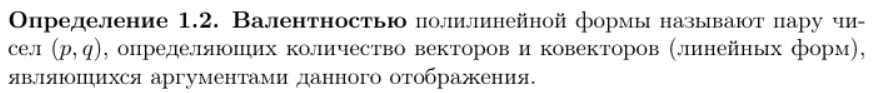 Определение 1.2. Валентностью полилинейной формы называют пару чи-
сел (p, q), определяющих количество векторов и ковекторов (линейных форм),
являющихся аргументами данного отображения.